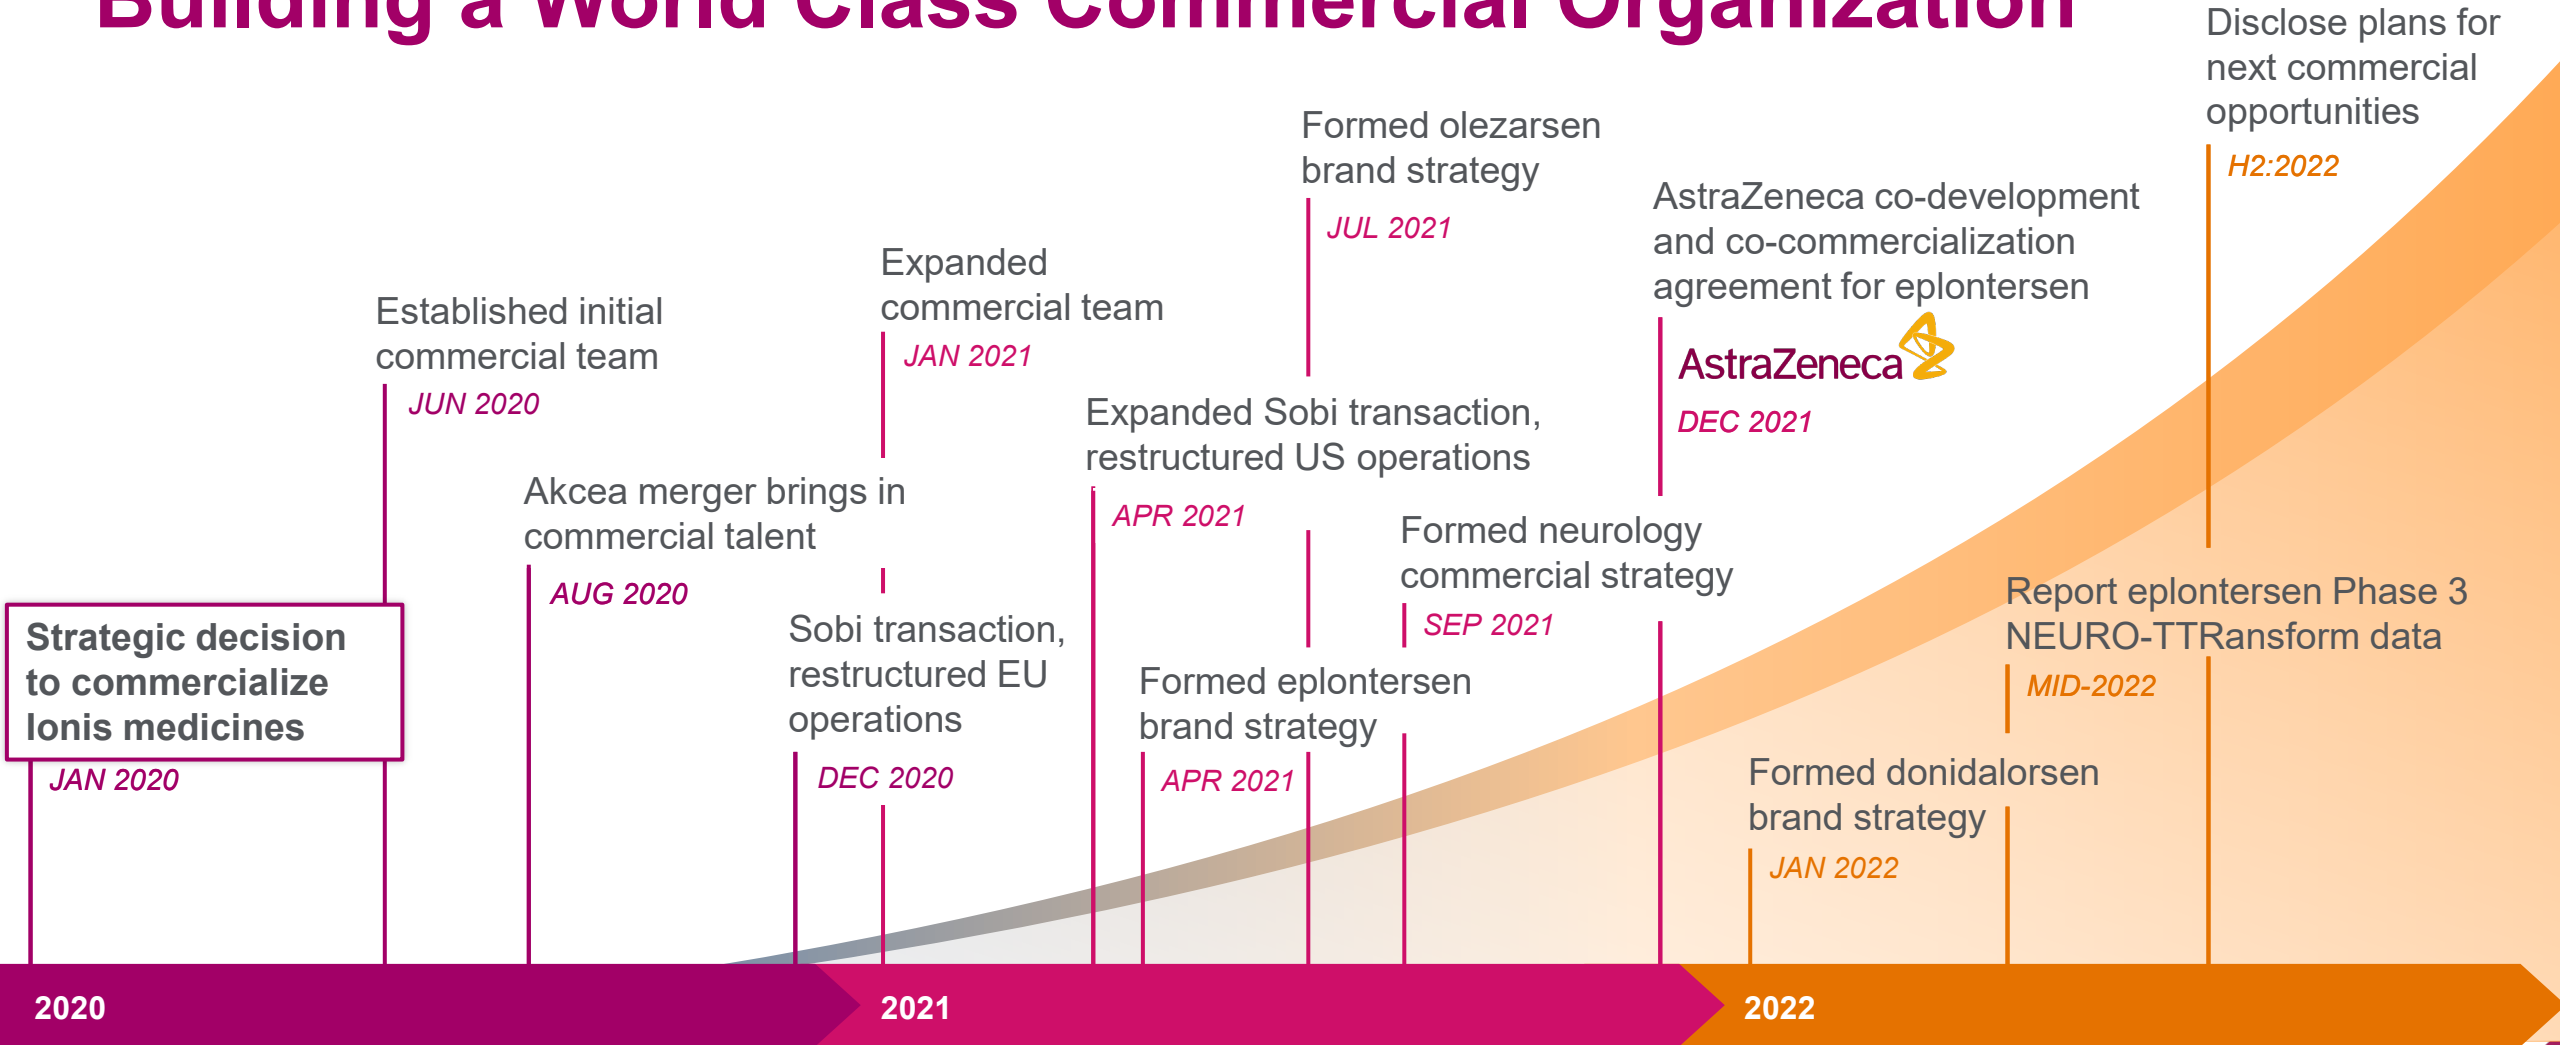 Building a World Class Commercial Organization
Disclose plans for
next commercial
opportunities
H2:2022
Formed olezarsen
brand strategy
JUL 2021
AstraZeneca co-development
and co-commercialization
agreement for eplontersen
AstraZeneca
DEC 2021
Expanded
commercial team
JAN 2021
Established initial
commercial team
JUN 2020
Expanded Sobi transaction,
restructured US operations
APR 2021
Akcea merger brings in
commercial talent
AUG 2020
Formed neurology
commercial strategy
SEP 2021
Report eplontersen Phase 3
NEURO-TTRansform data
MID-2022
Strategic decision
to commercialize
Ionis medicines
JAN 2020
Sobi transaction,
restructured EU
operations
DEC 2020
Formed eplontersen
brand strategy
APR 2021
Formed donidalorsen
brand strategy
JAN 2022
2020
2021
2022